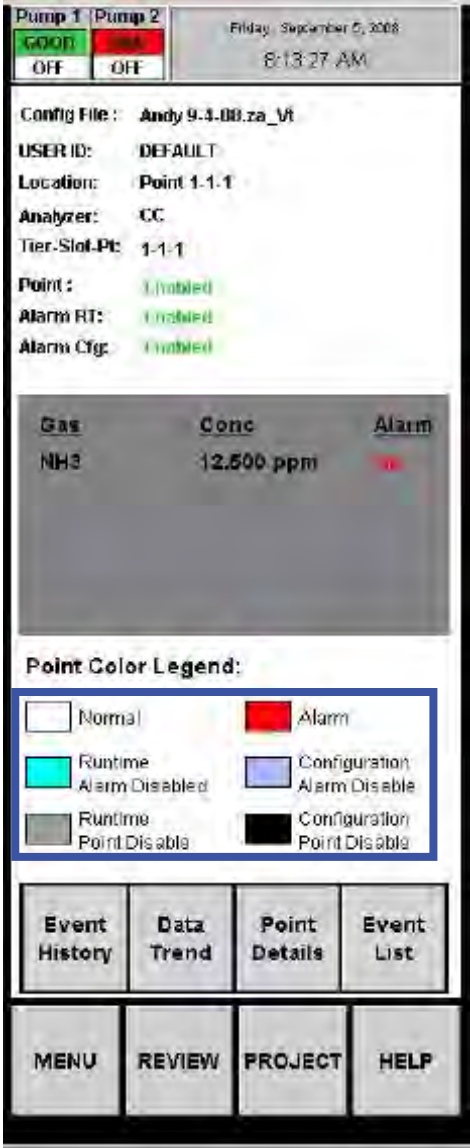 Pump 1 Pump 2
GOOD
OFF OFF
Friday, September 5, 2008
8:13:27 AM
Config File : Andy 9-4-08.za_Vt
USER ID: DEFAULT
Location: Point 1-1-1
Analyzer: CC
Tier-Slot-Pt: 1-1-1
Point : Enabled
Alarm RT: Enabled
Alarm Cfg: Enabled
Gas Conc Alarm
NH3 12.500 ppm
Point Color Legend:
Normal Alarm
Runtime Alarm Disabled
Configuration Alarm Disable
Runtime Point Disable
Configuration Point Disable
Event History
Data Trend
Point Details
Event List
MENU REVIEW PROJECT HELP